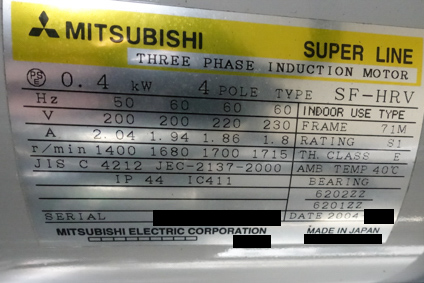 MITSUBISHI SUPER LINE
THREE PHASE INDUCTION MOTOR
PSE 0.4 kW 4 POLE TYPE SF-HRV
Hz 50 60 60 60 INDOOR USE TYPE
V 200 200 220 230 FRAME 71M
A 2.04 1.94 1.86 1.8 RATING S1
r/min 1400 1680 1700 1715 TH. CLASS E
JIS C 4212 JEC-2137-2000 AMB TEMP 40℃
IP 44 IC411 BEARING
6202ZZ
6201ZZ
SERIAL DATE 2004-
MITSUBISHI ELECTRIC CORPORATION MADE IN JAPAN